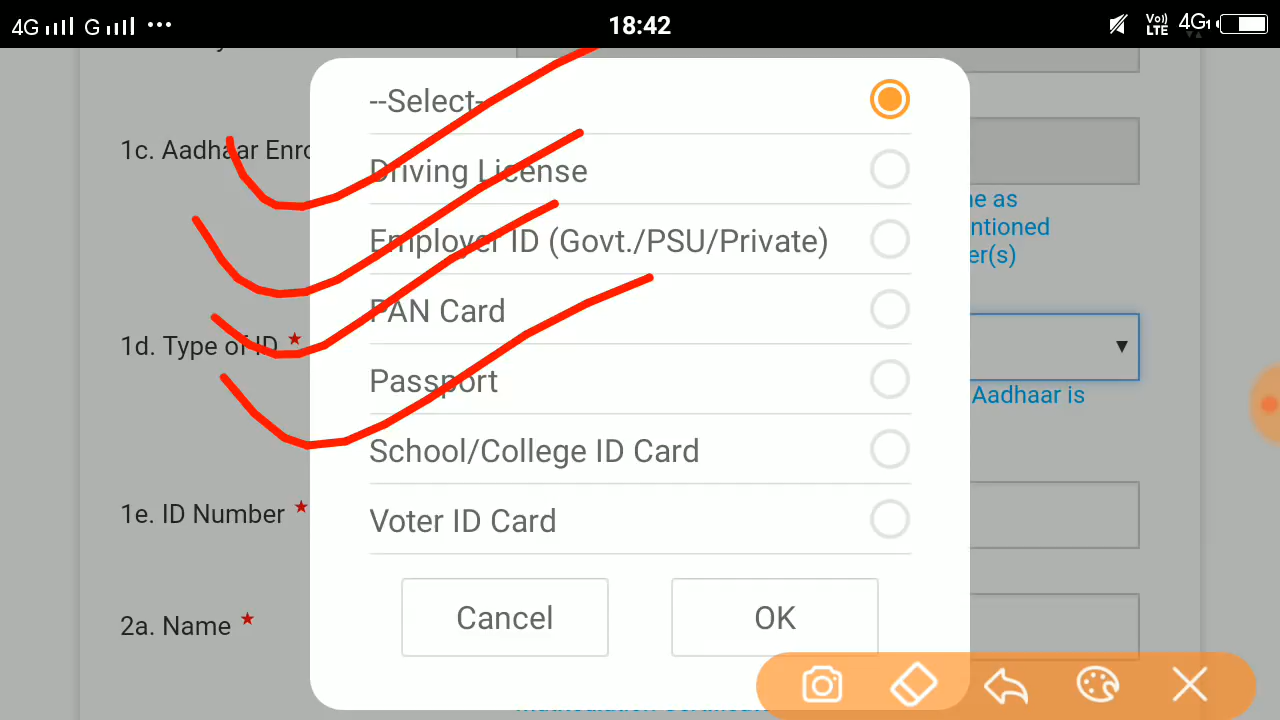 4G G ••• 18:42 Vo)) LTE 4G1
--Select-
1c. Aadhaar Enro
Driving License
ne as
ntioned
er(s)
Employer ID (Govt./PSU/Private)
PAN Card
1d. Type of ID ★ ▼
Passport
Aadhaar is
School/College ID Card
1e. ID Number ★
Voter ID Card
Cancel OK
2a. Name ★